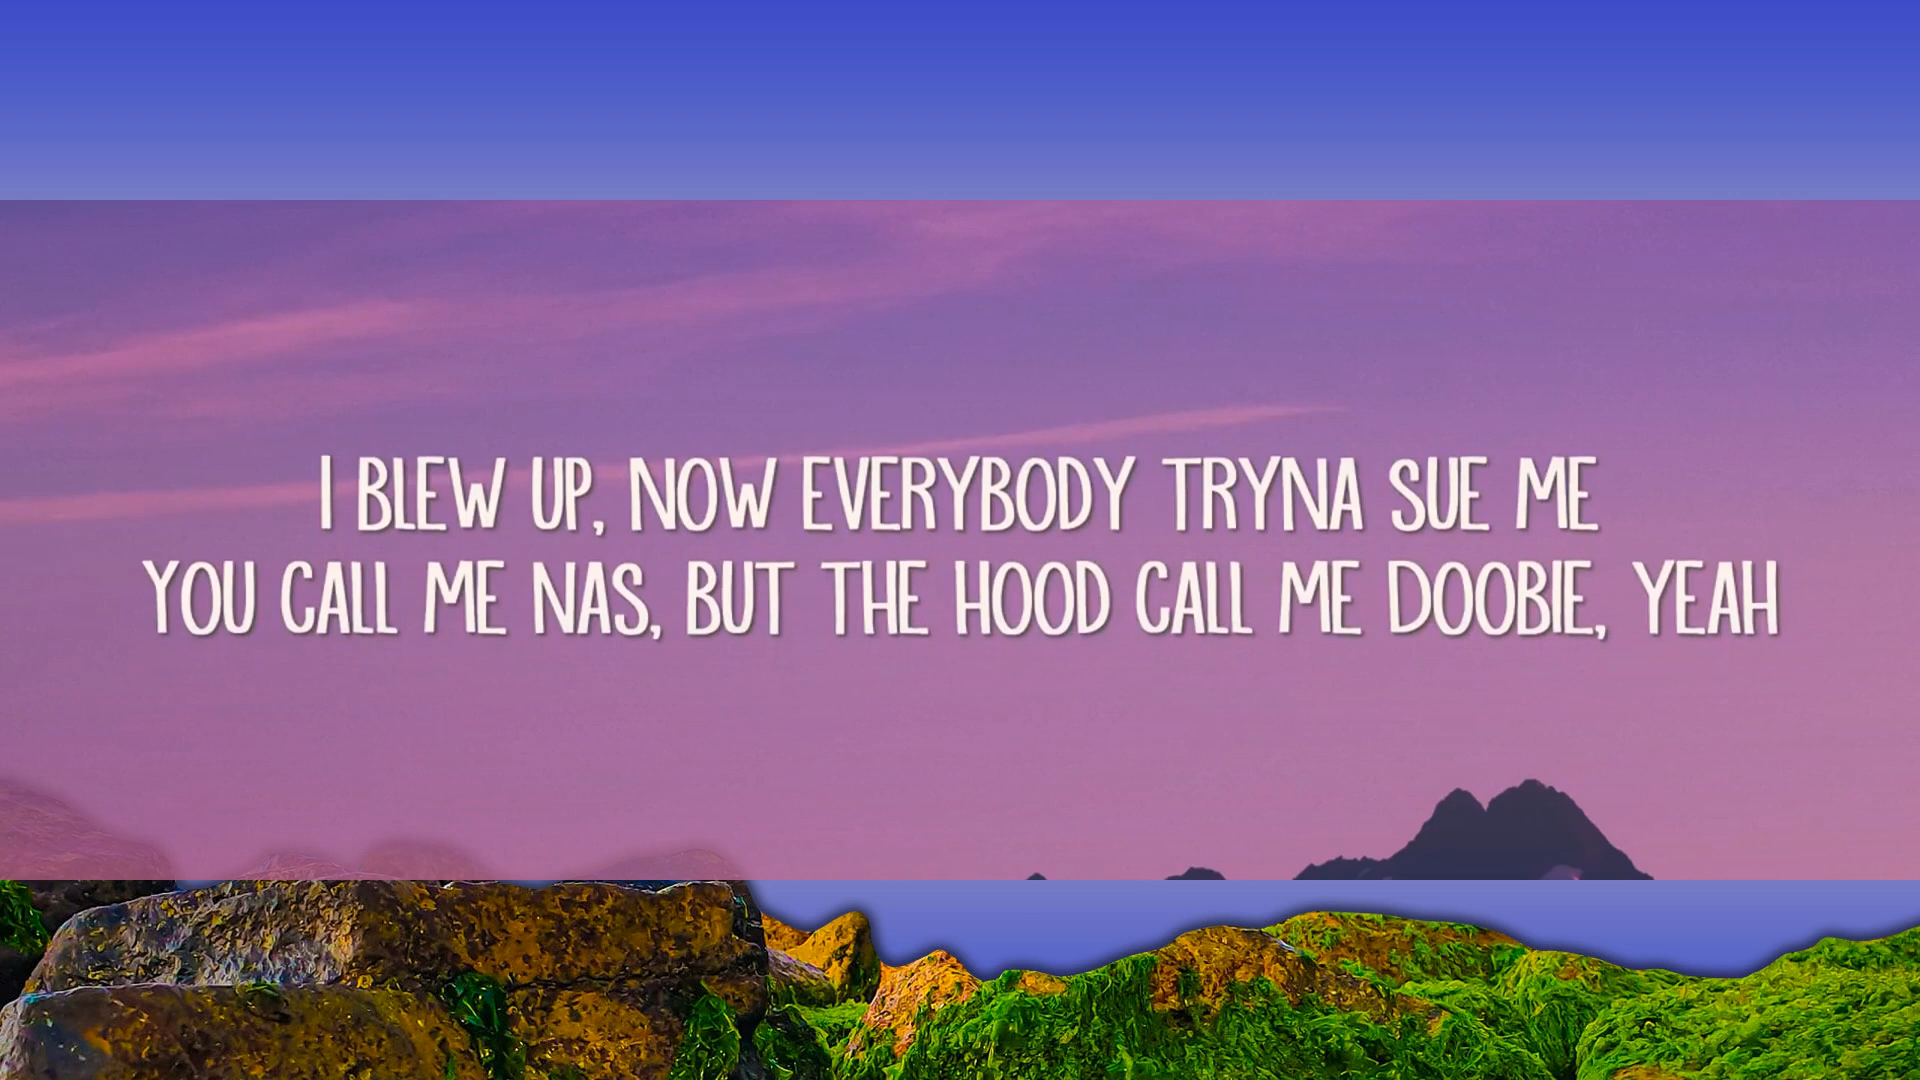 I BLEW UP, NOW EVERYBODY TRYNA SUE ME
YOU CALL ME NAS, BUT THE HOOD CALL ME DOOBIE, YEAH